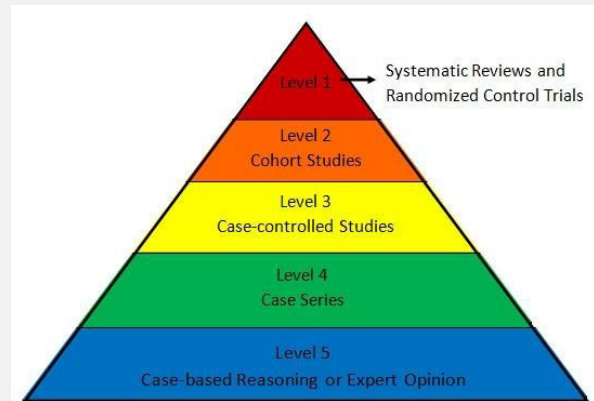 Level 1
Systematic Reviews and
Randomized Control Trials
Level 2
Cohort Studies
Level 3
Case-controlled Studies
Level 4
Case Series
Level 5
Case-based Reasoning or Expert Opinion